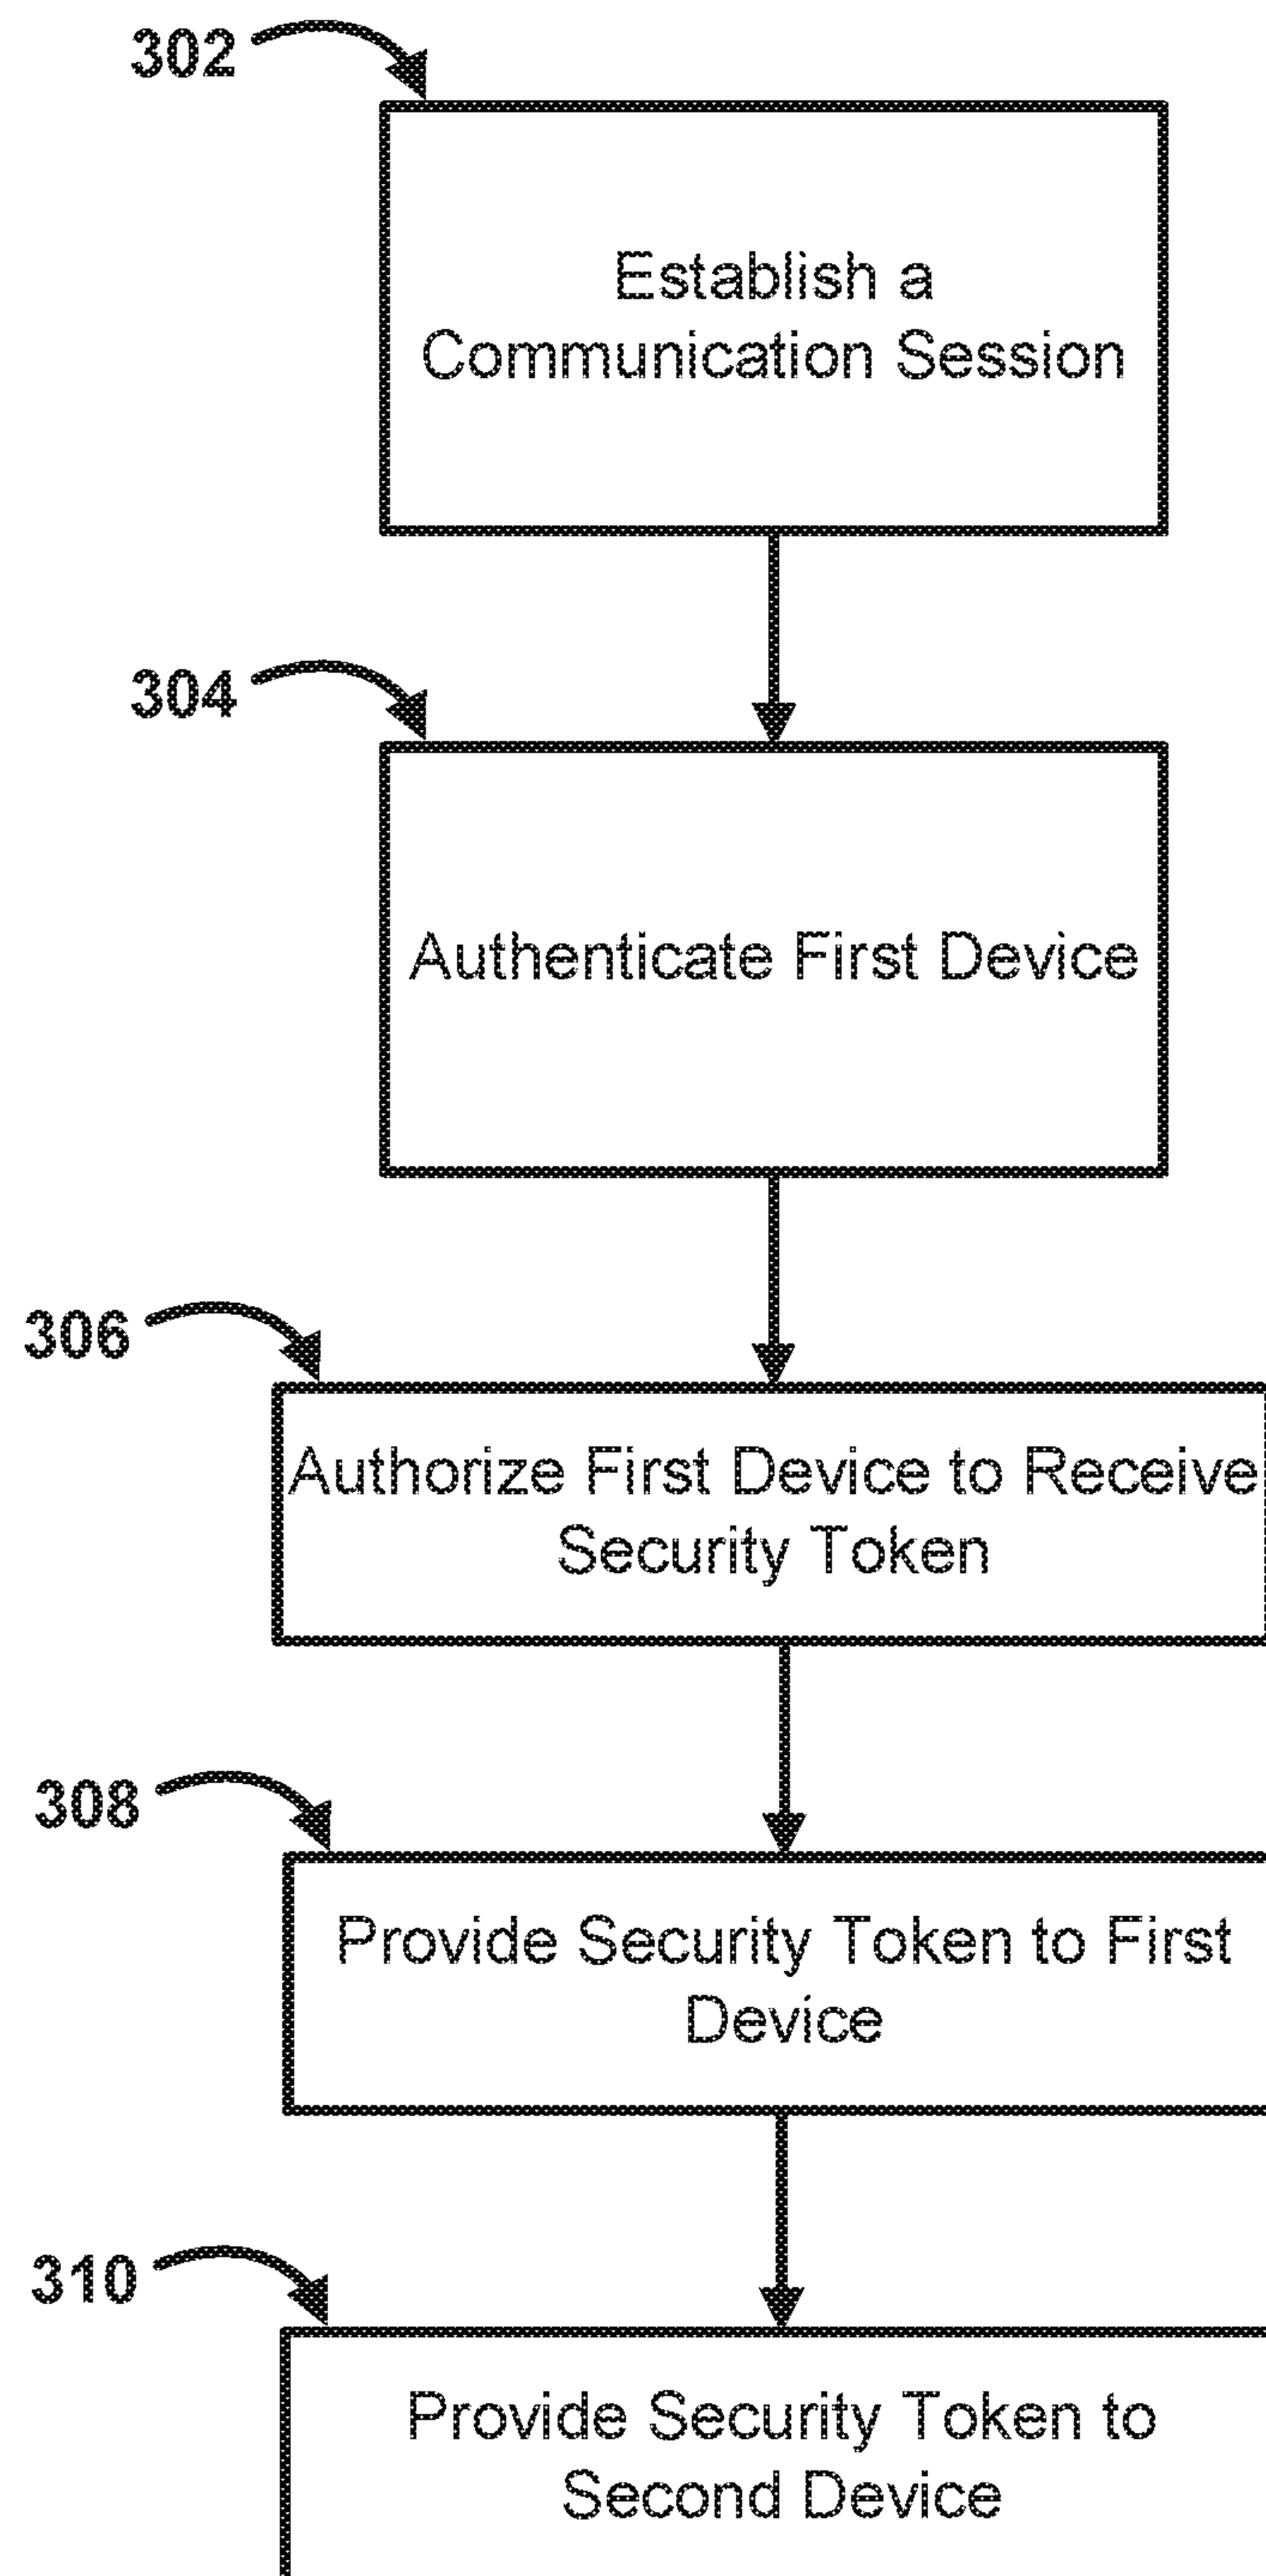 302
Establish a
Communication Session
304
Authenticate First Device
306
Authorize First Device to Receive
Security Token
308
Provide Security Token to First
Device
310
Provide Security Token to
Second Device